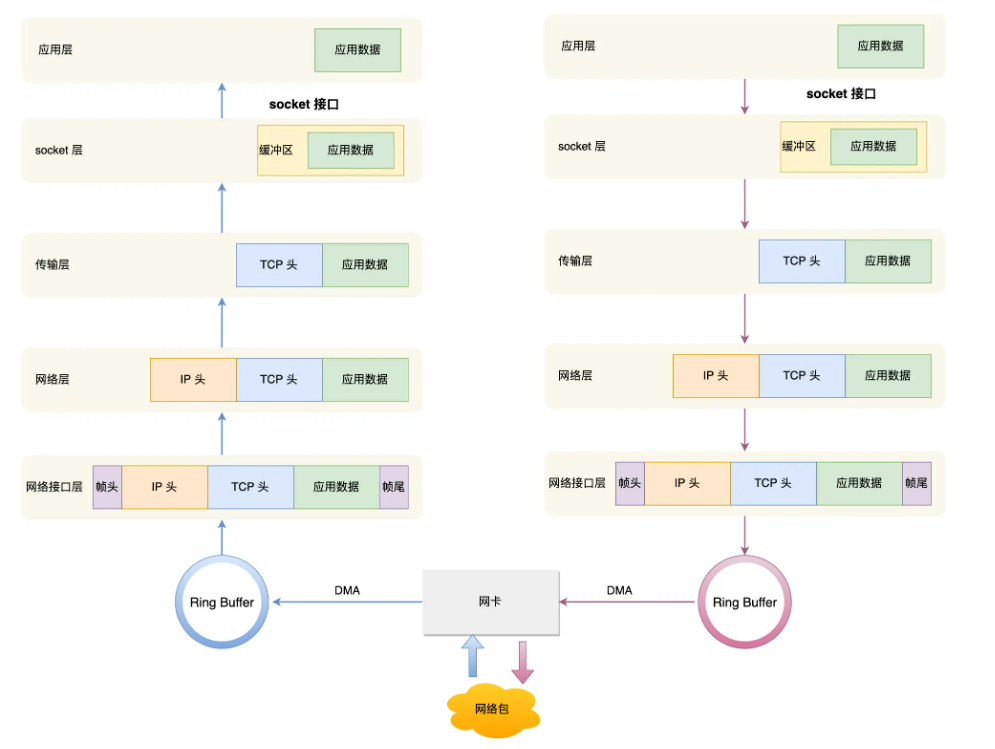 应用层
应用数据
socket 接口
socket 层
缓冲区
应用数据
传输层
TCP 头
应用数据
网络层
IP 头
TCP 头
应用数据
网络接口层
帧头
IP 头
TCP 头
应用数据
帧尾
Ring Buffer
DMA
应用层
应用数据
socket 接口
socket 层
缓冲区
应用数据
传输层
TCP 头
应用数据
网络层
IP 头
TCP 头
应用数据
网络接口层
帧头
IP 头
TCP 头
应用数据
帧尾
Ring Buffer
DMA
网卡
网络包